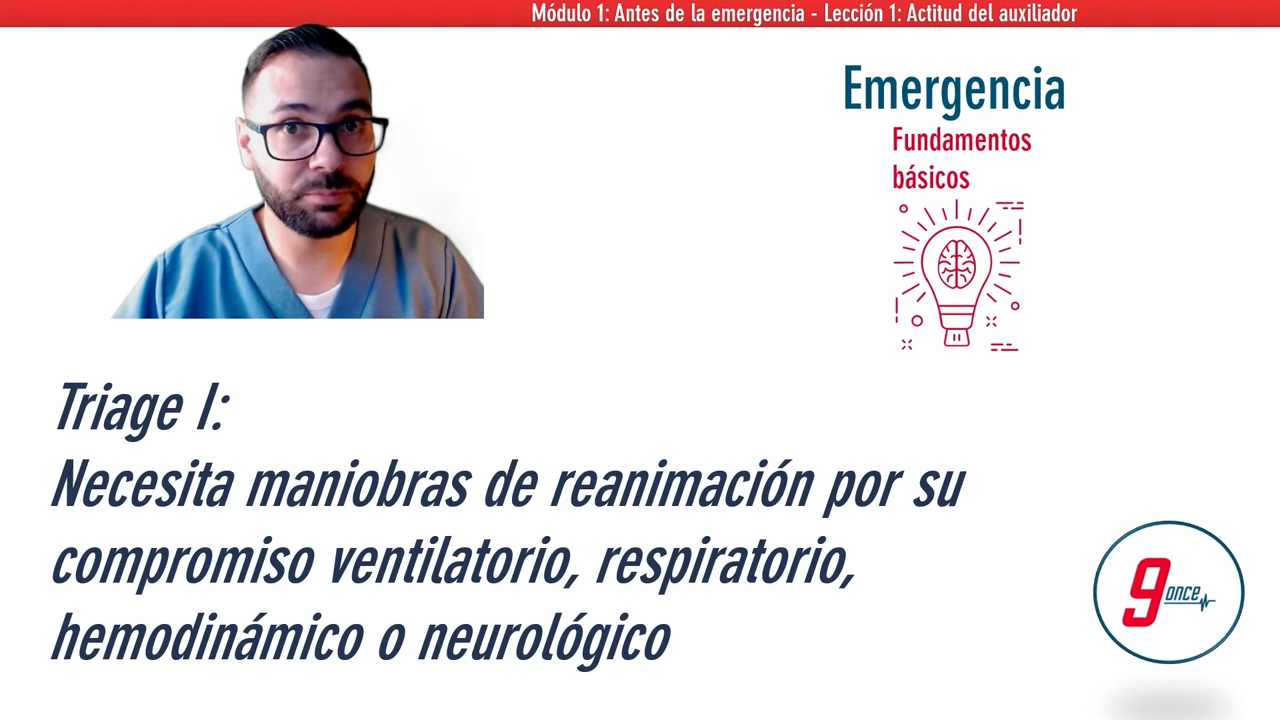 Módulo 1: Antes de la emergencia - Lección 1: Actitud del auxiliador
Emergencia
Fundamentos
básicos
Triage I:
Necesita maniobras de reanimación por su
compromiso ventilatorio, respiratorio,
hemodinámico o neurológico
9 once